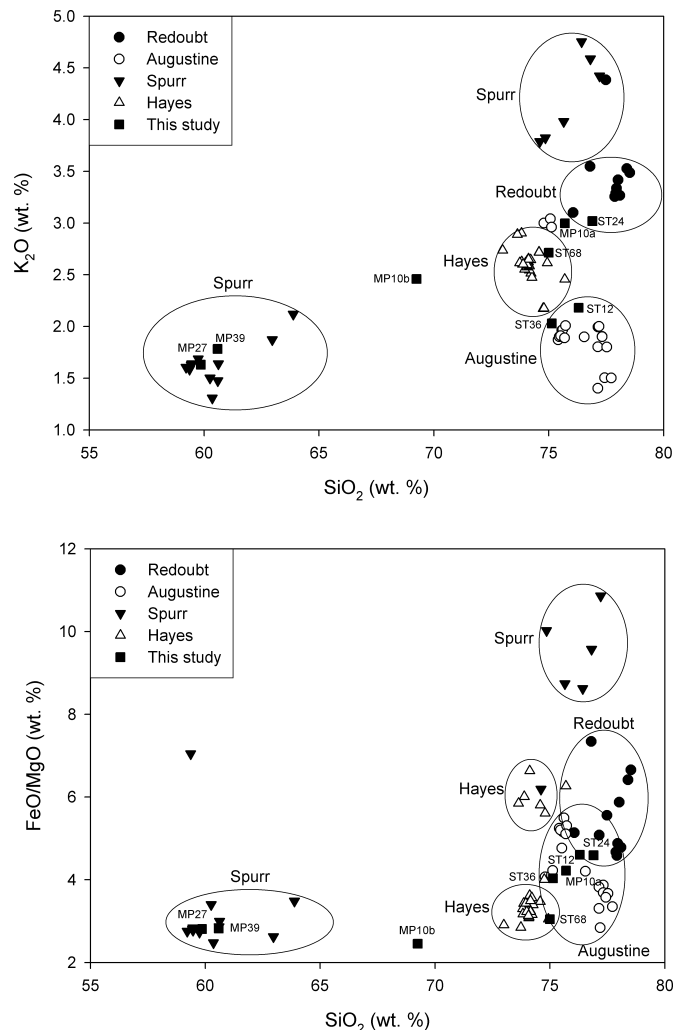 5.0
4.5
4.0
3.5
3.0
2.5
2.0
1.5
1.0
K2O (wt. %)
Redoubt
Augustine
Spurr
Hayes
This study
Spurr
Redoubt
ST24
MP10a
Hayes
ST68
MP10b
Spurr
ST12
ST36
MP39
MP27
Augustine
55 60 65 70 75 80
SiO2 (wt. %)
12
10
8
6
4
2
FeO/MgO (wt. %)
Redoubt
Augustine
Spurr
Hayes
This study
Spurr
Redoubt
Hayes
ST24
ST12
ST36
MP10a
Spurr
MP27
MP39
Hayes
ST68
MP10b
Augustine
55 60 65 70 75 80
SiO2 (wt. %)